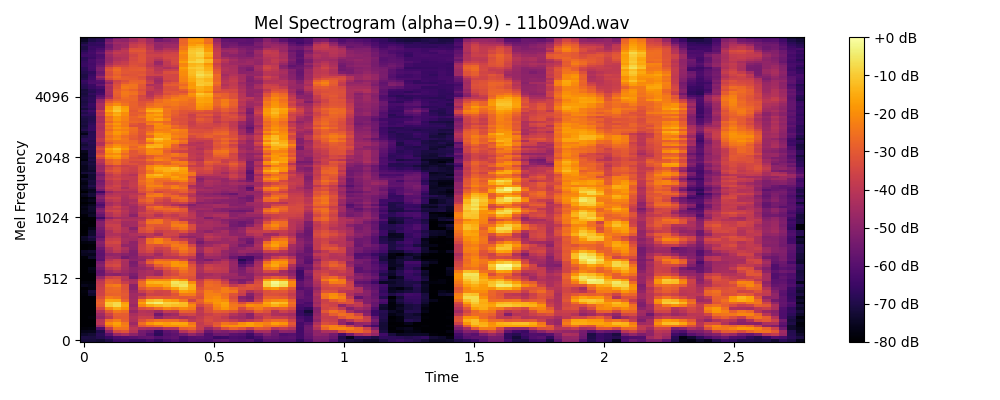 Mel Spectrogram (alpha=0.9) - 11b09Ad.wav
+0 dB
-10 dB
-20 dB
-30 dB
-40 dB
-50 dB
-60 dB
-70 dB
-80 dB
Mel Frequency
4096
2048
1024
512
0
0 0.5 1 1.5 2 2.5
Time